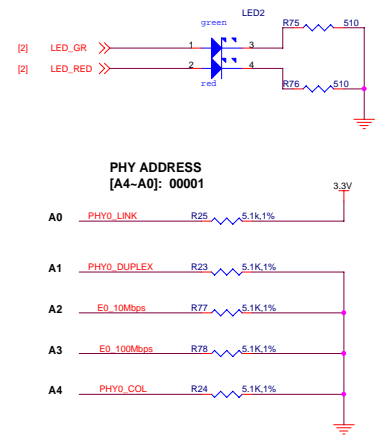 LED2
green
R75 510
[2] LED_GR 1 3
[2] LED_RED 2 4
red
R76 510
PHY ADDRESS
[A4~A0]: 00001
3.3V
A0 PHY0_LINK R25 5.1k,1%
A1 PHY0_DUPLEX R23 5.1K,1%
A2 E0_10Mbps R77 5.1K,1%
A3 E0_100Mbps R78 5.1K,1%
A4 PHY0_COL R24 5.1K,1%